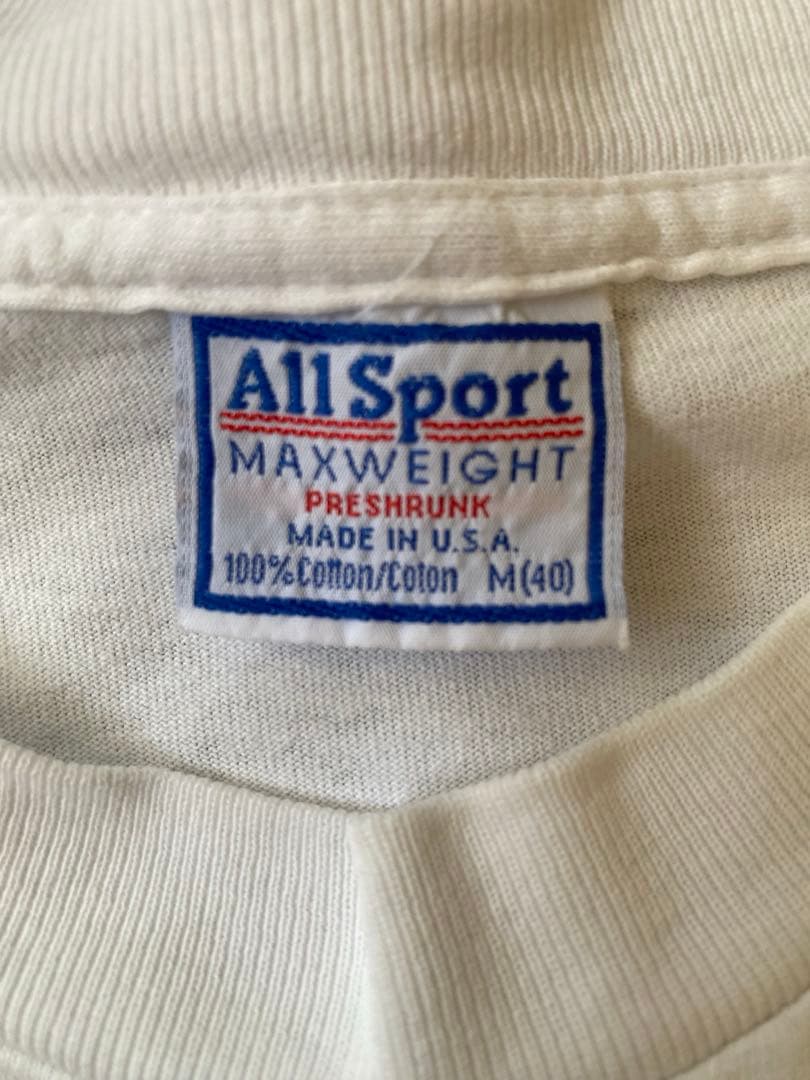 All Sport
MAXWEIGHT
PRESHRUNK
MADE IN U.S.A.
100% Cotton/Coton M(40)